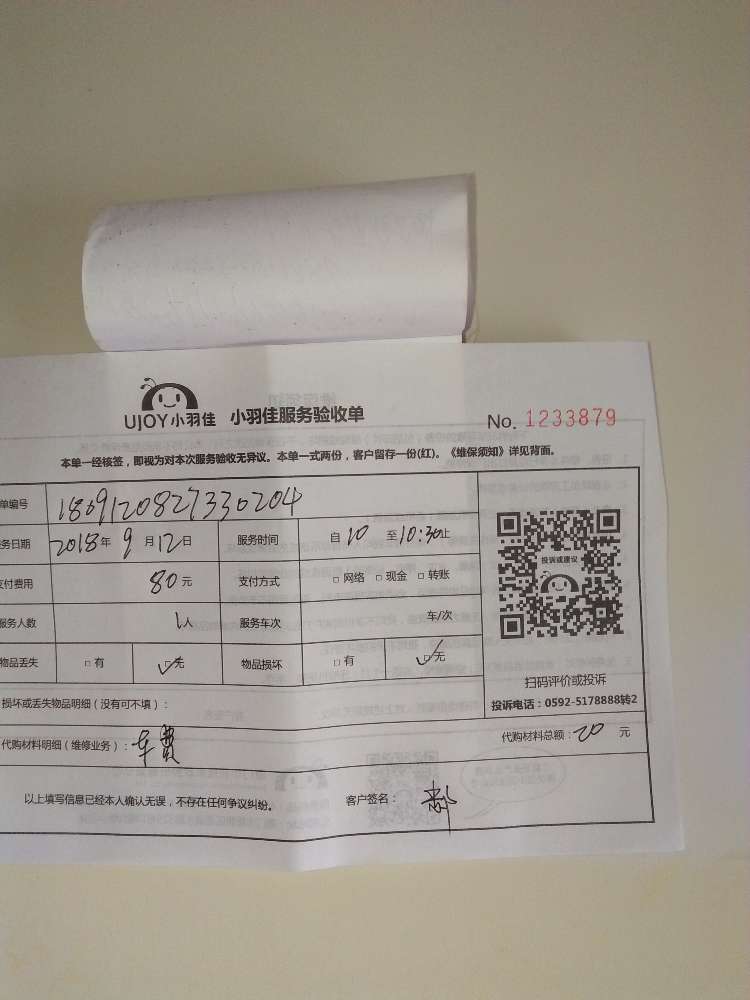 UJOY小羽佳 小羽佳服务验收单 No. 1233879
本单一经核签，即视为对本次服务验收无异议。本单一式两份，客户留存一份(红)。《维保须知》详见背面。
单编号 1809120827330204
务日期 2018年9月12日 服务时间 自10至10:30止
支付费用 80元 支付方式 □网络 □现金 □转账
服务人数 1人 服务车次 车/次
物品丢失 □有 ☑无 物品损坏 □有 ☑无
投诉或建议
扫码评价或投诉
投诉电话：0592-5178888转2
损坏或丢失物品明细（没有可不填）：
代购材料明细（维修业务）：车费 代购材料总额：20元
以上填写信息已经本人确认无误，不存在任何争议纠纷。 客户签名：